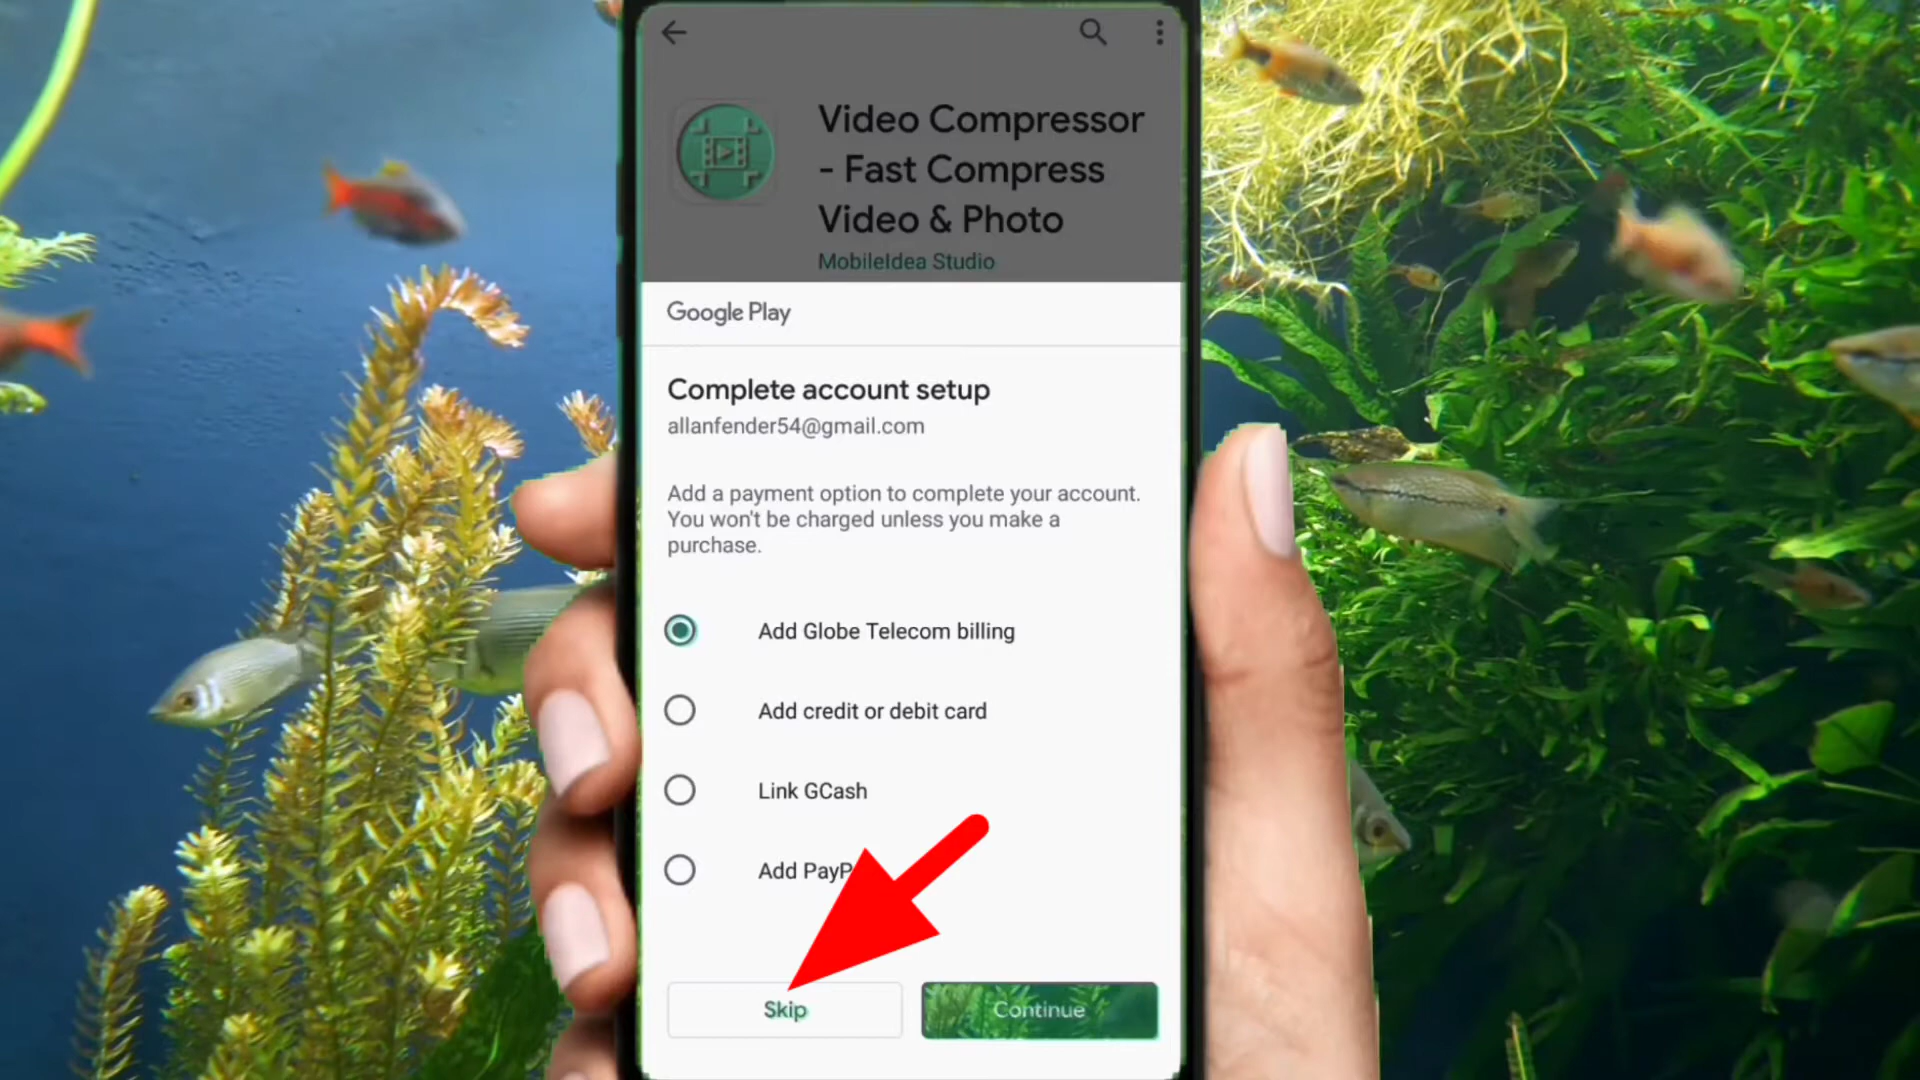 Video Compressor
- Fast Compress
Video & Photo
MobileIdea Studio
Google Play
Complete account setup
allanfender54@gmail.com
Add a payment option to complete your account.
You won't be charged unless you make a
purchase.
Add Globe Telecom billing
Add credit or debit card
Link GCash
Add PayP
Skip
Continue